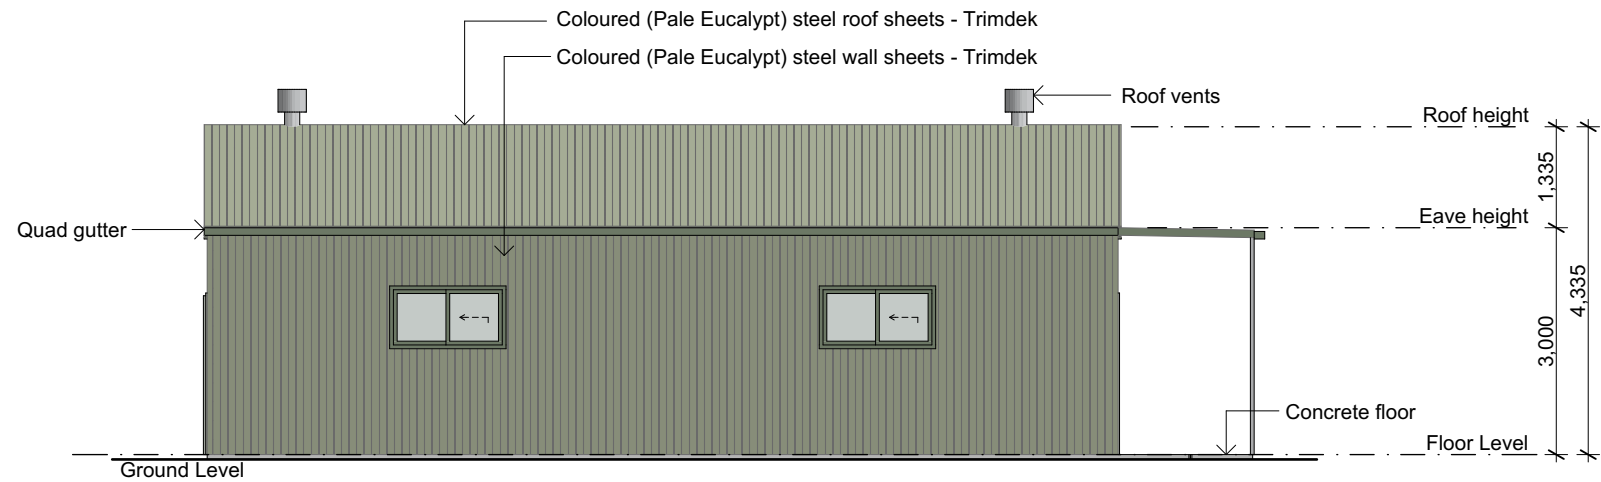 Coloured (Pale Eucalypt) steel roof sheets - Trimdek
Coloured (Pale Eucalypt) steel wall sheets - Trimdek
Roof vents
Roof height
1,335
Quad gutter
Eave height
4,335
3,000
Concrete floor
Floor Level
Ground Level